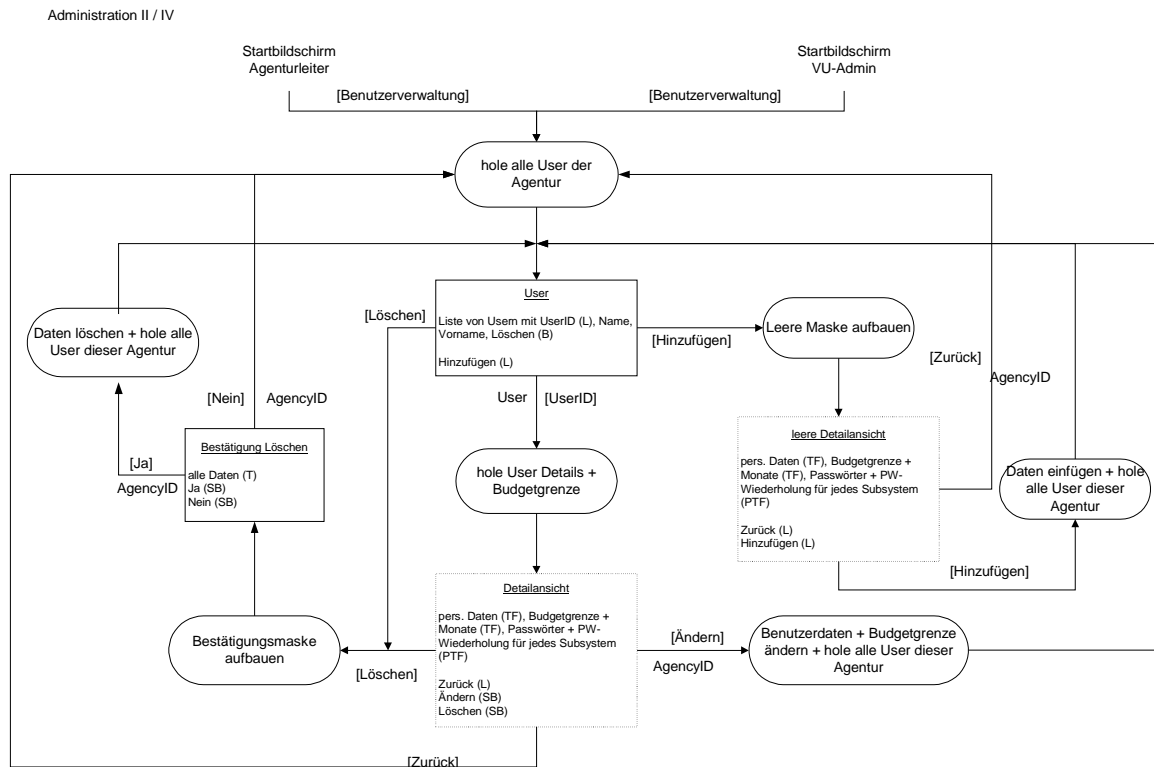 Administration II / IV
Startbildschirm
Agenturleiter
Startbildschirm
VU-Admin
[Benutzerverwaltung]
[Benutzerverwaltung]
hole alle User der
Agentur
User
Liste von Usern mit UserID (L), Name,
Vorname, Löschen (B)
Hinzufügen (L)
[Löschen]
[Hinzufügen]
Leere Maske aufbauen
Daten löschen + hole alle
User dieser Agentur
[Zurück]
AgencyID
[Nein]
AgencyID
User
[UserID]
Bestätigung Löschen
alle Daten (T)
Ja (SB)
Nein (SB)
[Ja]
AgencyID
leere Detailansicht
pers. Daten (TF), Budgetgrenze +
Monate (TF), Passwörter + PW-
Wiederholung für jedes Subsystem
(PTF)
Zurück (L)
Hinzufügen (L)
hole User Details +
Budgetgrenze
Daten einfügen + hole
alle User dieser
Agentur
[Hinzufügen]
Detailansicht
pers. Daten (TF), Budgetgrenze +
Monate (TF), Passwörter + PW-
Wiederholung für jedes Subsystem
(PTF)
Zurück (L)
Ändern (SB)
Löschen (SB)
Bestätigungsmaske
aufbauen
[Löschen]
[Ändern]
AgencyID
Benutzerdaten + Budgetgrenze
ändern + hole alle User dieser
Agentur
[Zurück]